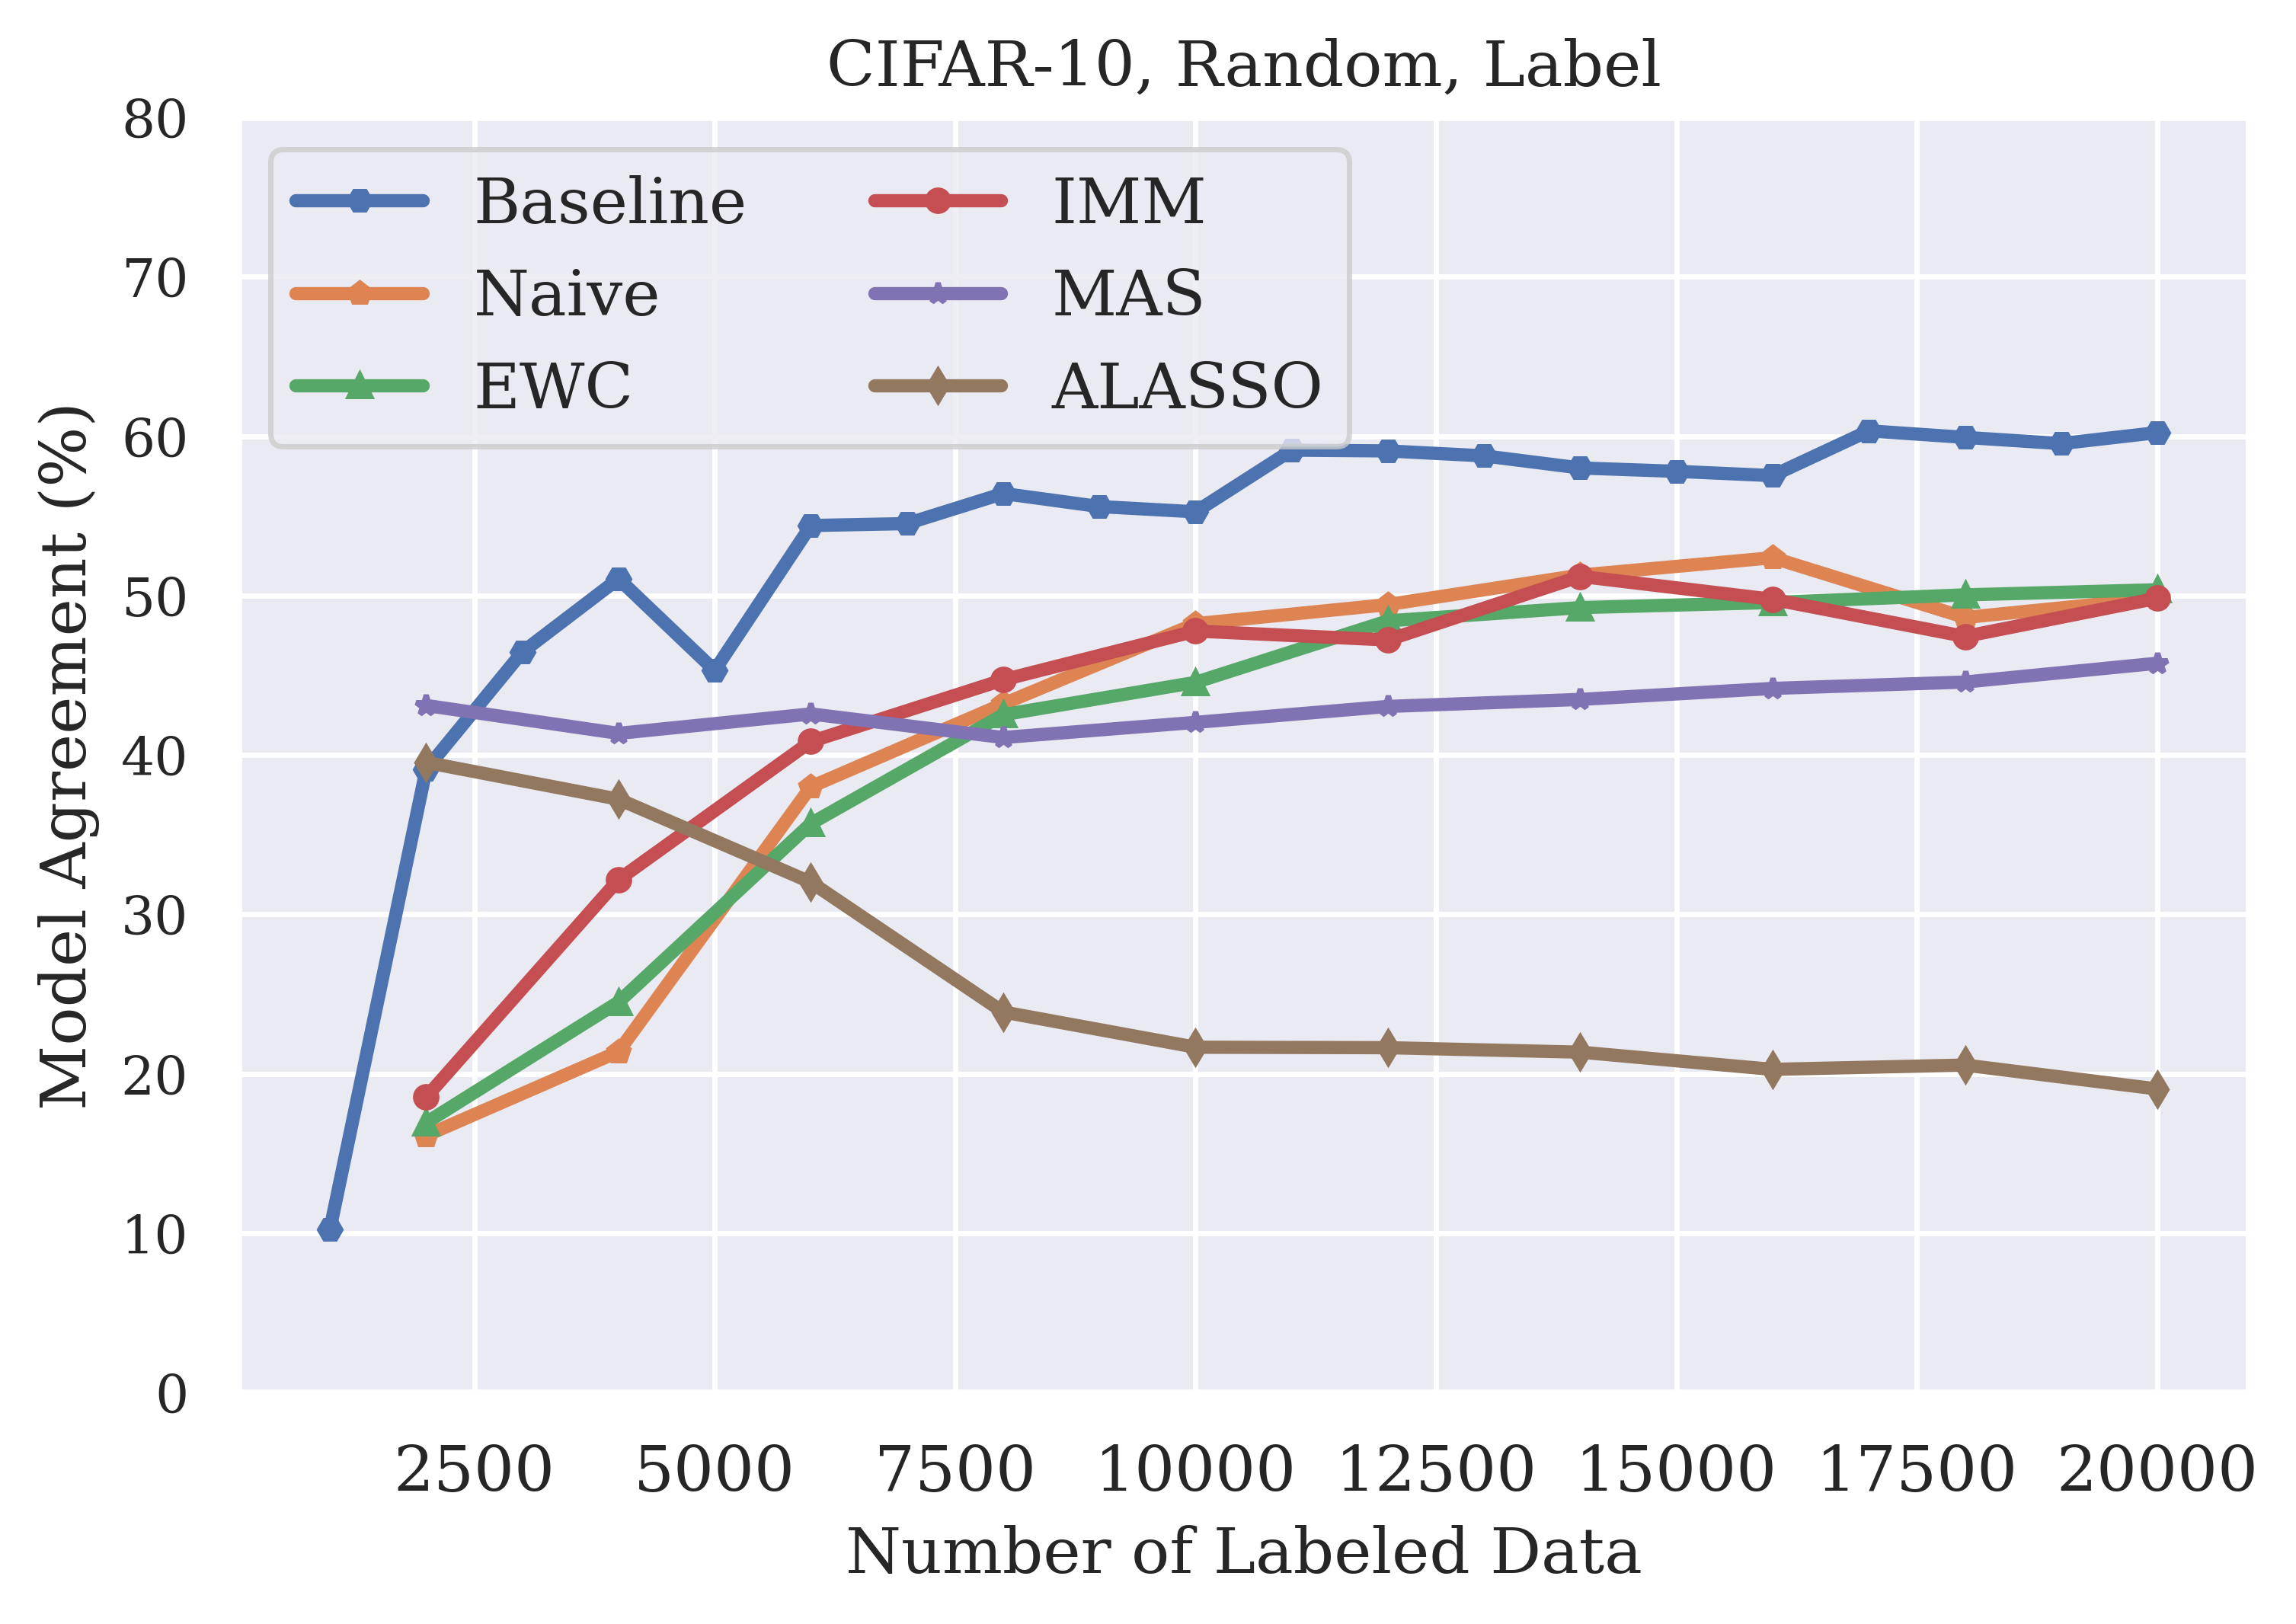 CIFAR-10, Random, Label
80
70
60
50
40
30
20
10
0
Model Agreement (%)
Baseline
Naive
EWC
IMM
MAS
ALASSO
2500 5000 7500 10000 12500 15000 17500 20000
Number of Labeled Data